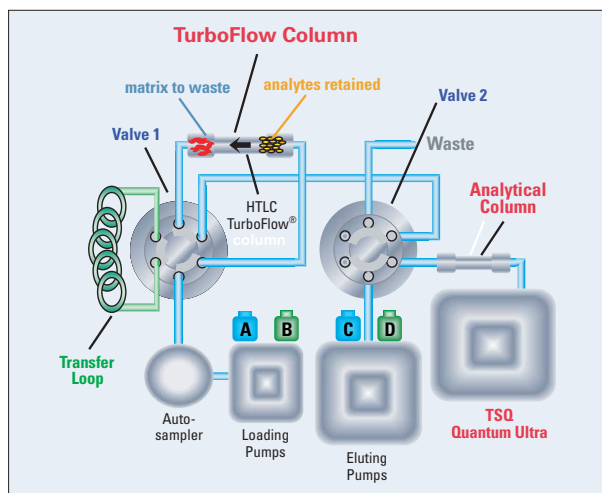 TurboFlow Column
matrix to waste
analytes retained
Valve 1
Valve 2
Waste
HTLC
TurboFlow®
column
Analytical
Column
Transfer
Loop
A
B
C
D
Auto-
sampler
Loading
Pumps
Eluting
Pumps
TSQ
Quantum Ultra